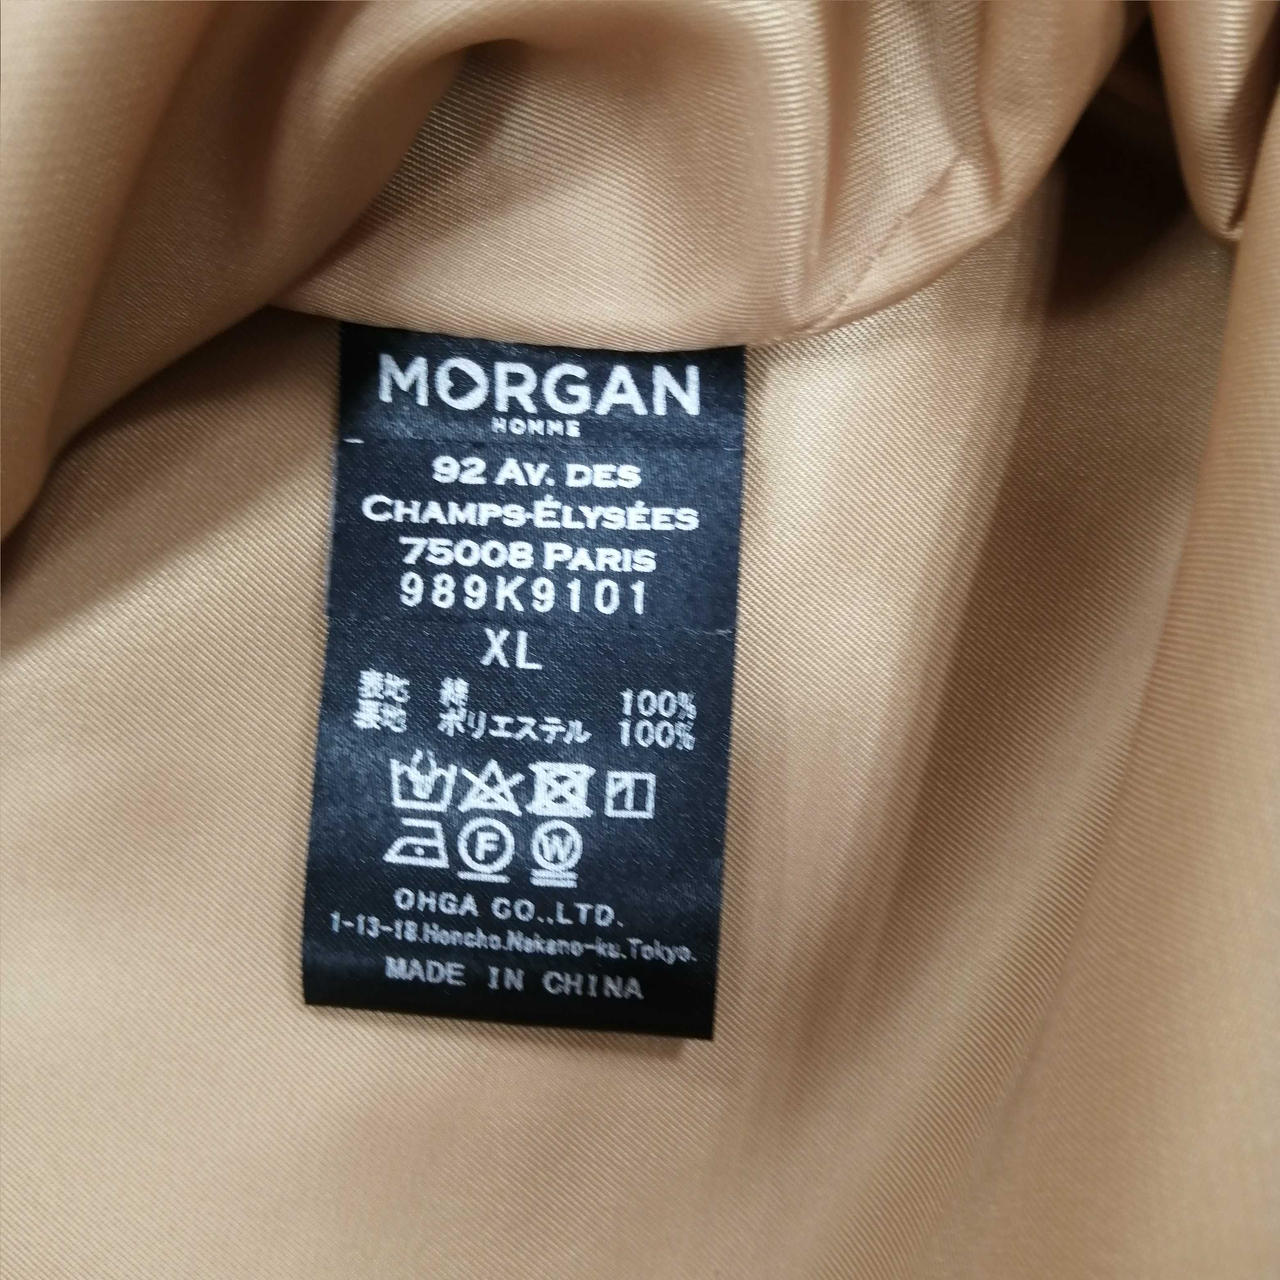 MORGAN
HOMME
92 AV. DES
CHAMPS-ÉLYSÉES
75008 PARIS
989K9101
XL
表地 綿 100%
裏地 ポリエステル 100%
F W
OHGA CO.,LTD.
1-13-18,Honcho,Nakano-ku,Tokyo.
MADE IN CHINA